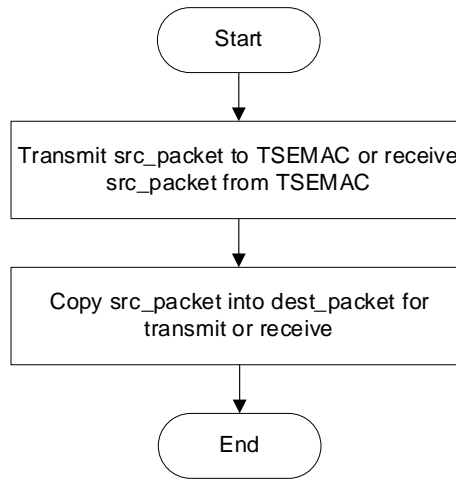 Start
Transmit src_packet to TSEMAC or receive
src_packet from TSEMAC
Copy src_packet into dest_packet for
transmit or receive
End